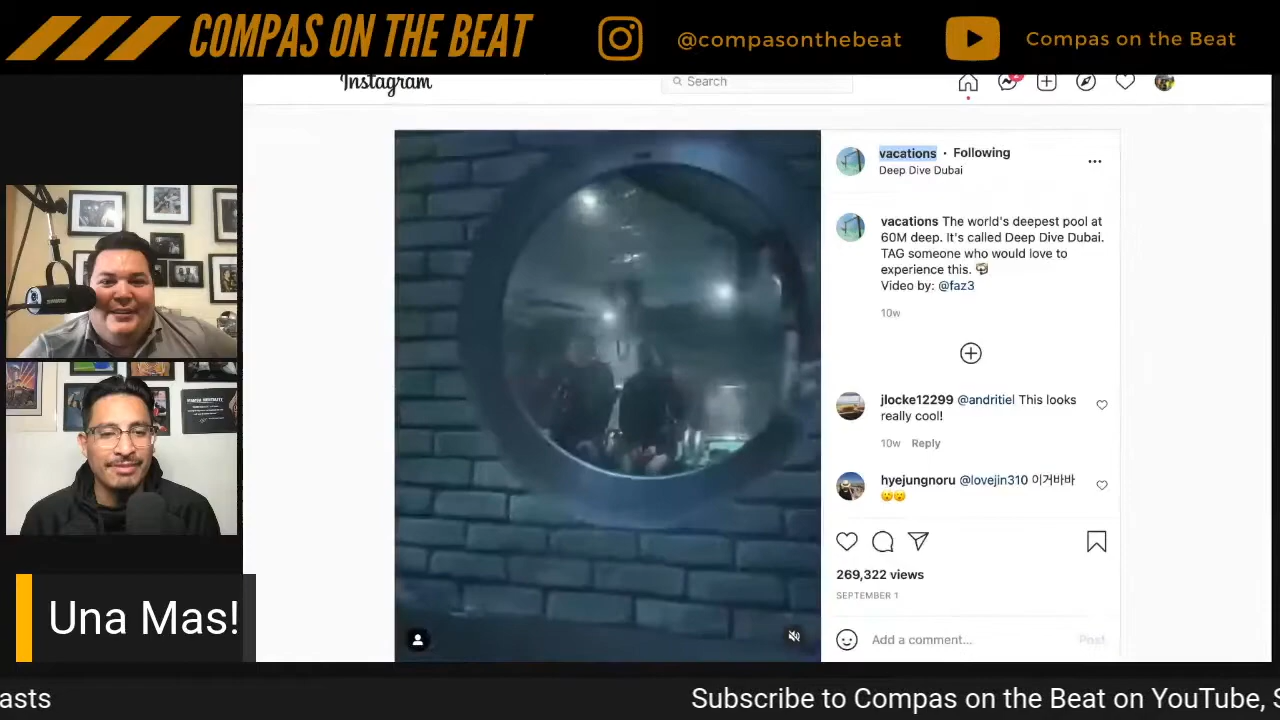 COMPAS ON THE BEAT
@compasonthebeat
Compas on the Beat
Instagram
Search
vacations · Following
Deep Dive Dubai
vacations The world's deepest pool at
60M deep. It's called Deep Dive Dubai.
TAG someone who would love to
experience this.
Video by: @faz3
10w
jlocke12299 @andritiel This looks
really cool!
10w Reply
hyejungnoru @lovejin310 이거바바
269,322 views
SEPTEMBER 1
Add a comment...
Post
Una Mas!
asts
Subscribe to Compas on the Beat on YouTube, S